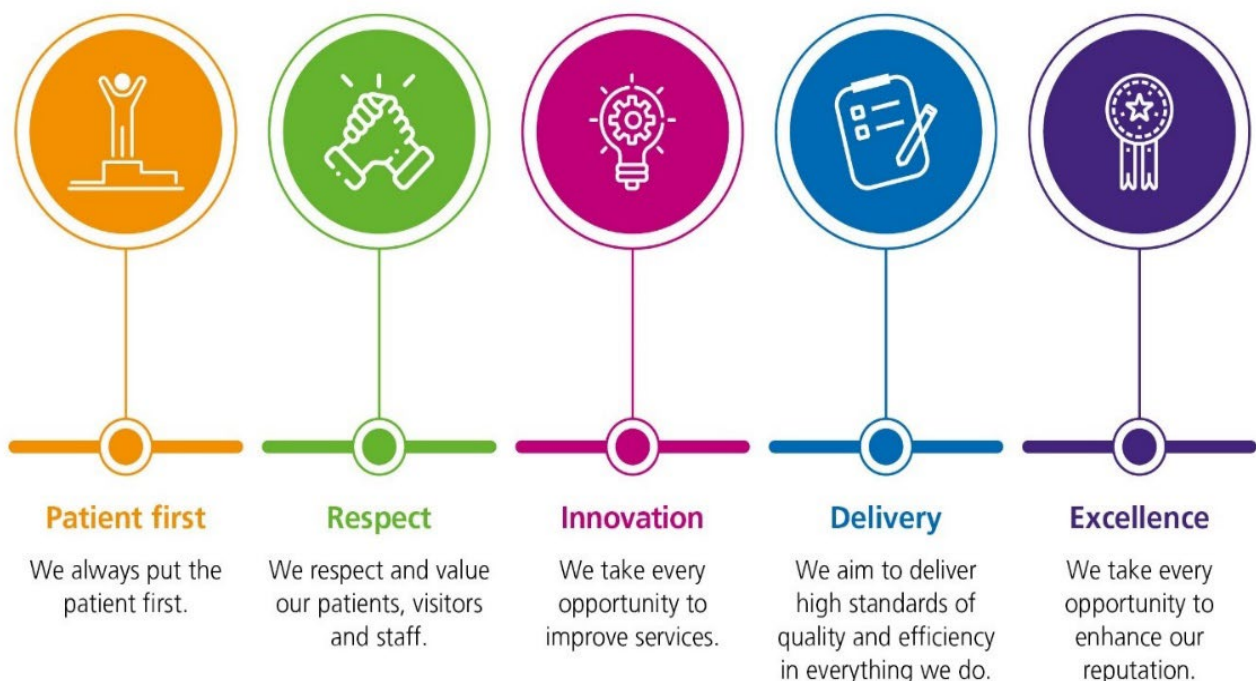 Patient first
We always put the
patient first.
Respect
We respect and value
our patients, visitors
and staff.
Innovation
We take every
opportunity to
improve services.
Delivery
We aim to deliver
high standards of
quality and efficiency
in everything we do.
Excellence
We take every
opportunity to
enhance our
reputation.